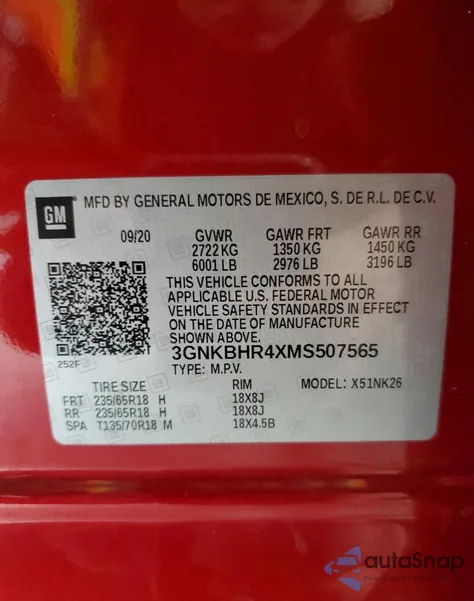 GM MFD BY GENERAL MOTORS DE MEXICO, S. DE R.L. DE C.V.
09/20 GVWR GAWR FRT GAWR RR
2722 KG 1350 KG 1450 KG
6001 LB 2976 LB 3196 LB
THIS VEHICLE CONFORMS TO ALL
APPLICABLE U.S. FEDERAL MOTOR
VEHICLE SAFETY STANDARDS IN EFFECT
ON THE DATE OF MANUFACTURE SHOWN
3GNKBHR4XMS507565
252F TYPE: M.P.V.
TIRE SIZE RIM MODEL: X51NK26
FRT 235/65R18 H 18X8J
RR 235/65R18 H 18X8J
SPA T135/70R18 M 18X4.5B
autoSnap